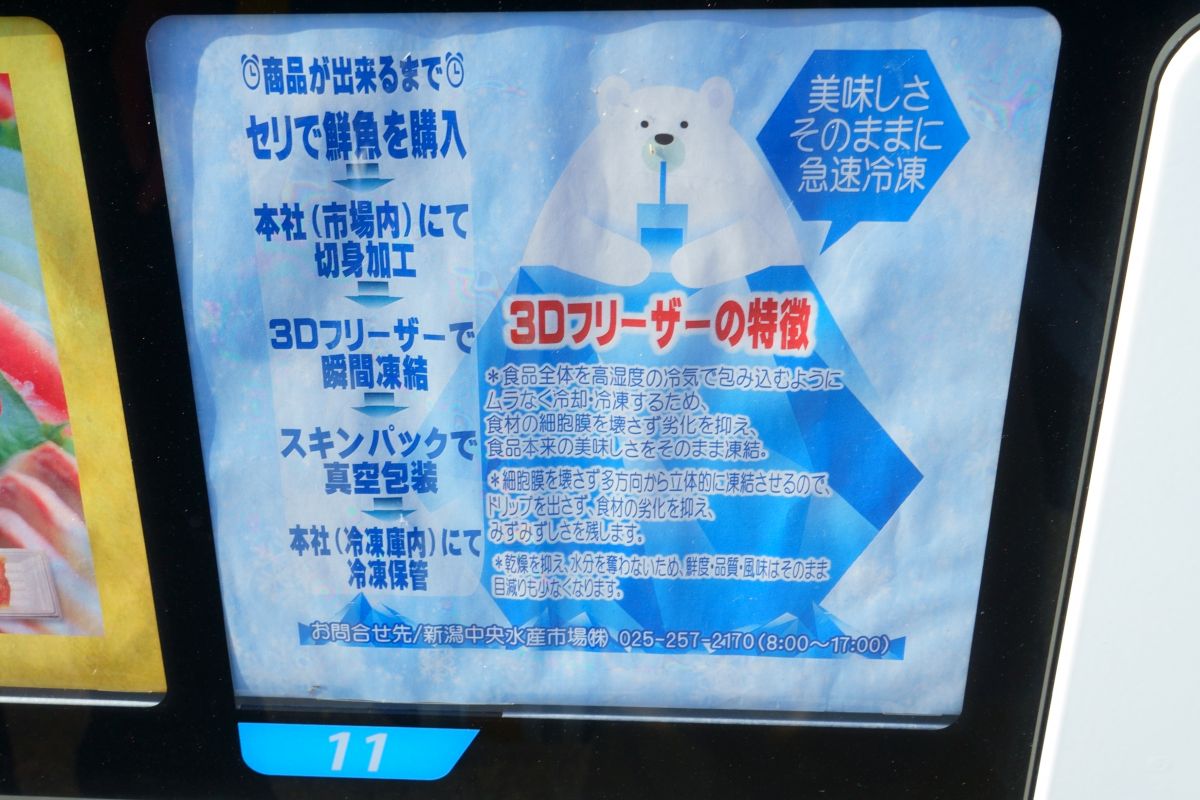 商品が出来るまで
セリで鮮魚を購入
本社(市場内)にて
切身加工
3Dフリーザーで
瞬間凍結
スキンパックで
真空包装
本社(冷凍庫内)にて
冷凍保管
美味しさ
そのままに
急速冷凍
3Dフリーザーの特徴
*食品全体を高湿度の冷気で包み込むように
ムラなく冷却・冷凍するため、
食材の細胞膜を壊さず劣化を抑え、
食品本来の美味しさをそのまま凍結。
*細胞膜を壊さず多方向から立体的に凍結させるので、
ドリップを出さず、食材の劣化を抑え、
みずみずしさを残します。
*乾燥を抑え、水分を奪わないため、鮮度・品質・風味はそのまま
目減りも少なくなります。
お問合せ先/新潟中央水産市場㈱ 025-257-2170(8:00〜17:00)
11